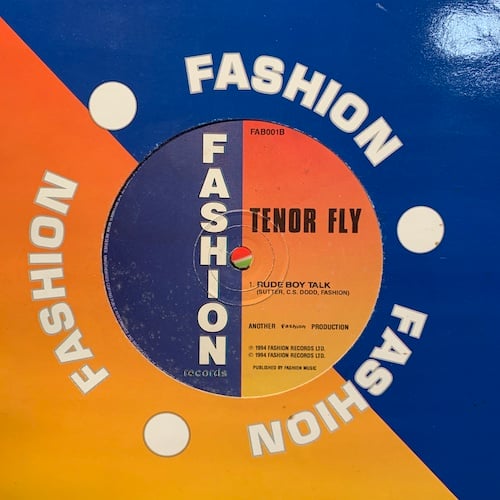 FASHION
FASHION
FASHION
FASHION
records
FAB001B
TENOR FLY
1. RUDE BOY TALK
(SUTTER, C.S. DODD, FASHION)
ANOTHER Fashion PRODUCTION
℗ 1994 FASHION RECORDS LTD.
© 1994 FASHION RECORDS LTD.
PUBLISHED BY FASHION MUSIC